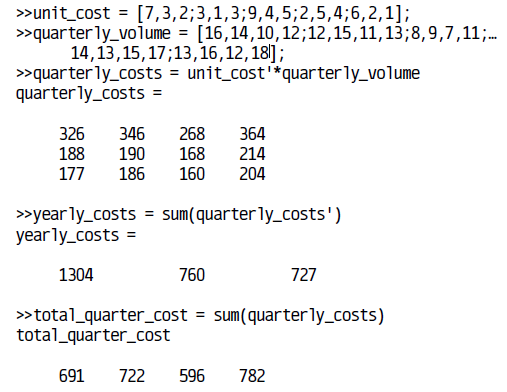 >>unit_cost = [7,3,2;3,1,3;9,4,5;2,5,4;6,2,1];
>>quarterly_volume = [16,14,10,12;12,15,11,13;8,9,7,11;…
14,13,15,17;13,16,12,18];
>>quarterly_costs = unit_cost'*quarterly_volume
quarterly_costs =
326 346 268 364
188 190 168 214
177 186 160 204
>>yearly_costs = sum(quarterly_costs')
yearly_costs =
1304 760 727
>>total_quarter_cost = sum(quarterly_costs)
total_quarter_cost
691 722 596 782